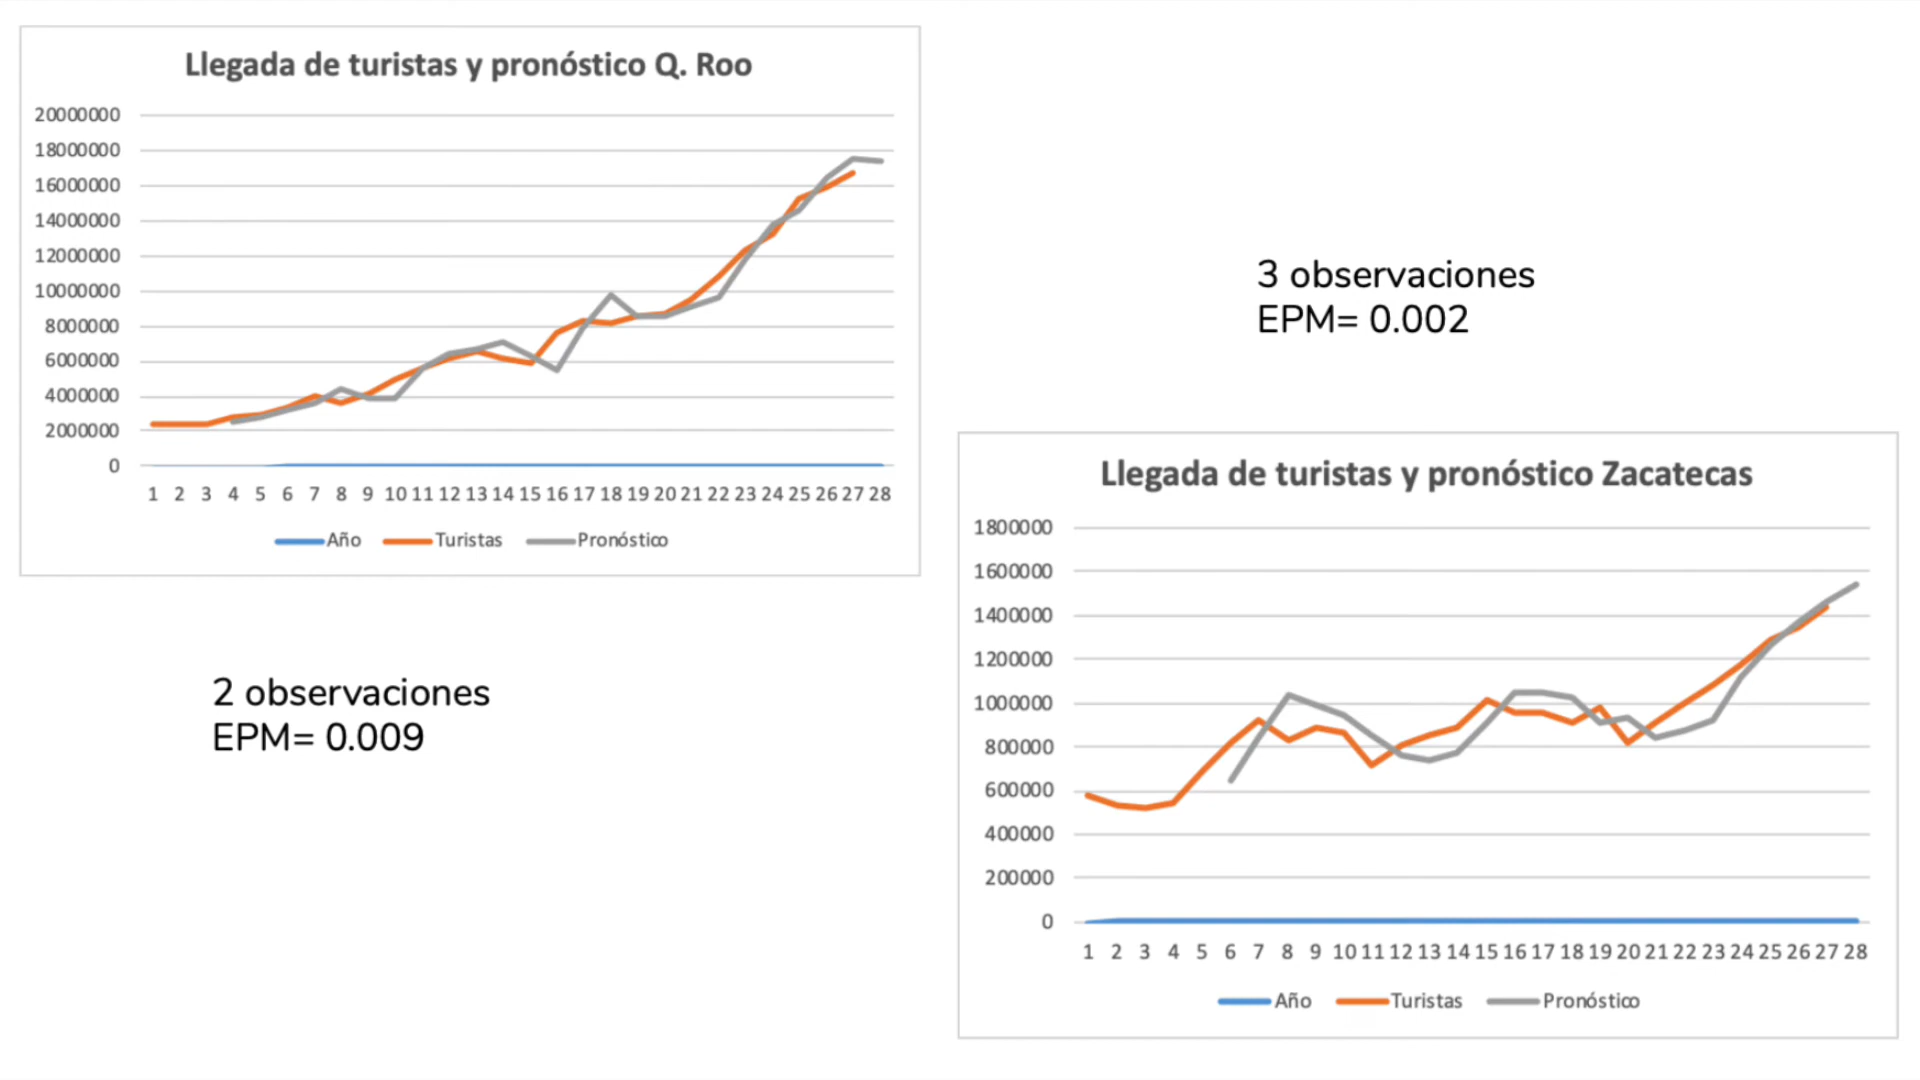 Llegada de turistas y pronóstico Q. Roo
20000000
18000000
16000000
14000000
12000000
10000000
8000000
6000000
4000000
2000000
0
1 2 3 4 5 6 7 8 9 10 11 12 13 14 15 16 17 18 19 20 21 22 23 24 25 26 27 28
Año Turistas Pronóstico
2 observaciones
EPM= 0.009
3 observaciones
EPM= 0.002
Llegada de turistas y pronóstico Zacatecas
1800000
1600000
1400000
1200000
1000000
800000
600000
400000
200000
0
1 2 3 4 5 6 7 8 9 10 11 12 13 14 15 16 17 18 19 20 21 22 23 24 25 26 27 28
Año Turistas Pronóstico